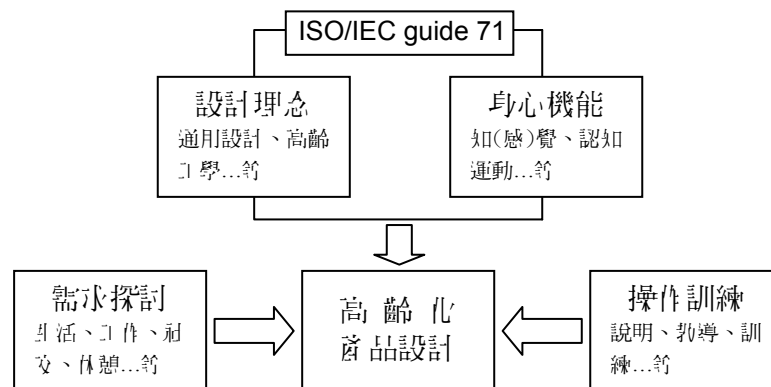 ISO/IEC guide 71
設計理念
通用設計、高齡
工學...等
身心機能
知(感)覺、認知
運動...等
需求探討
生活、工作、社
交、休憩...等
高齡化
產品設計
操作訓練
說明、教導、訓
練...等